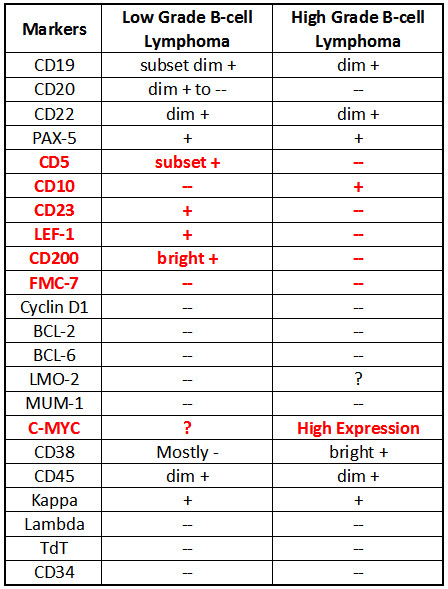 Markers Low Grade B-cell Lymphoma High Grade B-cell Lymphoma
CD19 subset dim + dim +
CD20 dim + to -- --
CD22 dim + dim +
PAX-5 + +
CD5 subset + --
CD10 -- +
CD23 + --
LEF-1 + --
CD200 bright + --
FMC-7 -- --
Cyclin D1 -- --
BCL-2 -- --
BCL-6 -- --
LMO-2 -- ?
MUM-1 -- --
C-MYC ? High Expression
CD38 Mostly - bright +
CD45 dim + dim +
Kappa + +
Lambda -- --
TdT -- --
CD34 -- --